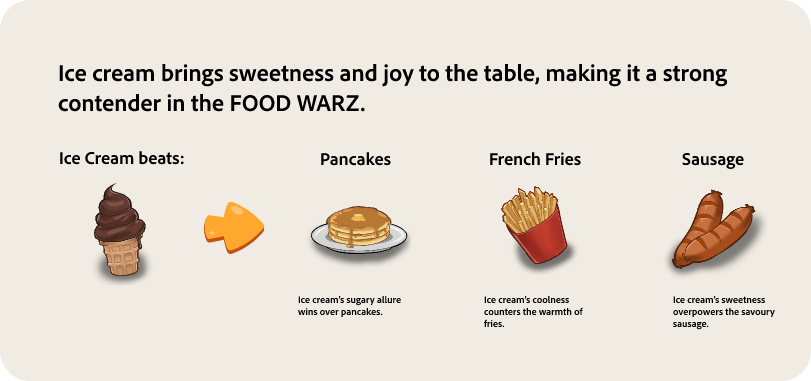 Ice cream brings sweetness and joy to the table, making it a strong
contender in the FOOD WARZ.
Ice Cream beats:
Pancakes
French Fries
Sausage
Ice cream's sugary allure
wins over pancakes.
Ice cream's coolness
counters the warmth of
fries.
Ice cream's sweetness
overpowers the savoury
sausage.